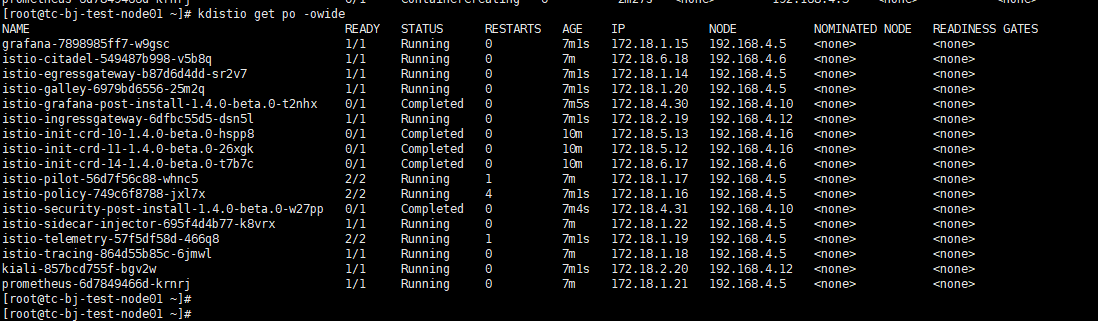 prometheus-6d7849466d-krnrj 0/1 ContainerCreating 0 2m27s <none> 192.168.4.5 <none> <none>
[root@tc-bj-test-node01 ~]# kdistio get po -owide
NAME READY STATUS RESTARTS AGE IP NODE NOMINATED NODE READINESS GATES
grafana-7898985ff7-w9gsc 1/1 Running 0 7m1s 172.18.1.15 192.168.4.5 <none> <none>
istio-citadel-549487b998-v5b8q 1/1 Running 0 7m 172.18.6.18 192.168.4.6 <none> <none>
istio-egressgateway-b87d6d4dd-sr2v7 1/1 Running 0 7m1s 172.18.1.14 192.168.4.5 <none> <none>
istio-galley-6979bd6556-25m2q 1/1 Running 0 7m1s 172.18.1.20 192.168.4.5 <none> <none>
istio-grafana-post-install-1.4.0-beta.0-t2nhx 0/1 Completed 0 7m5s 172.18.4.30 192.168.4.10 <none> <none>
istio-ingressgateway-6dfbc55d5-dsn5l 1/1 Running 0 7m1s 172.18.2.19 192.168.4.12 <none> <none>
istio-init-crd-10-1.4.0-beta.0-hspp8 0/1 Completed 0 10m 172.18.5.13 192.168.4.16 <none> <none>
istio-init-crd-11-1.4.0-beta.0-26xgk 0/1 Completed 0 10m 172.18.5.12 192.168.4.16 <none> <none>
istio-init-crd-14-1.4.0-beta.0-t7b7c 0/1 Completed 0 10m 172.18.6.17 192.168.4.6 <none> <none>
istio-pilot-56d7f56c88-whnc5 2/2 Running 1 7m 172.18.1.17 192.168.4.5 <none> <none>
istio-policy-749c6f8788-jxl7x 2/2 Running 4 7m1s 172.18.1.16 192.168.4.5 <none> <none>
istio-security-post-install-1.4.0-beta.0-w27pp 0/1 Completed 0 7m4s 172.18.4.31 192.168.4.10 <none> <none>
istio-sidecar-injector-695f4d4b77-k8vrx 1/1 Running 0 7m 172.18.1.22 192.168.4.5 <none> <none>
istio-telemetry-57f5df58d-466q8 2/2 Running 1 7m1s 172.18.1.19 192.168.4.5 <none> <none>
istio-tracing-864d55b85c-6jmwl 1/1 Running 0 7m 172.18.1.18 192.168.4.5 <none> <none>
kiali-857bcd755f-bgv2w 1/1 Running 0 7m1s 172.18.2.20 192.168.4.12 <none> <none>
prometheus-6d7849466d-krnrj 1/1 Running 0 7m 172.18.1.21 192.168.4.5 <none> <none>
[root@tc-bj-test-node01 ~]#
[root@tc-bj-test-node01 ~]#